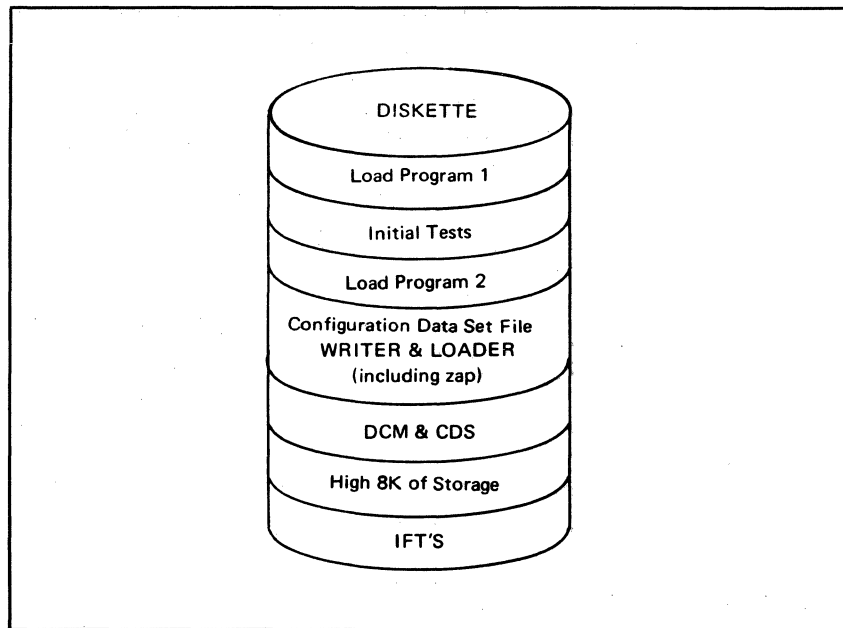 DISKETTE
Load Program 1
Initial Tests
Load Program 2
Configuration Data Set File
WRITER & LOADER
(including zap)
DCM & CDS
High 8K of Storage
IFT'S